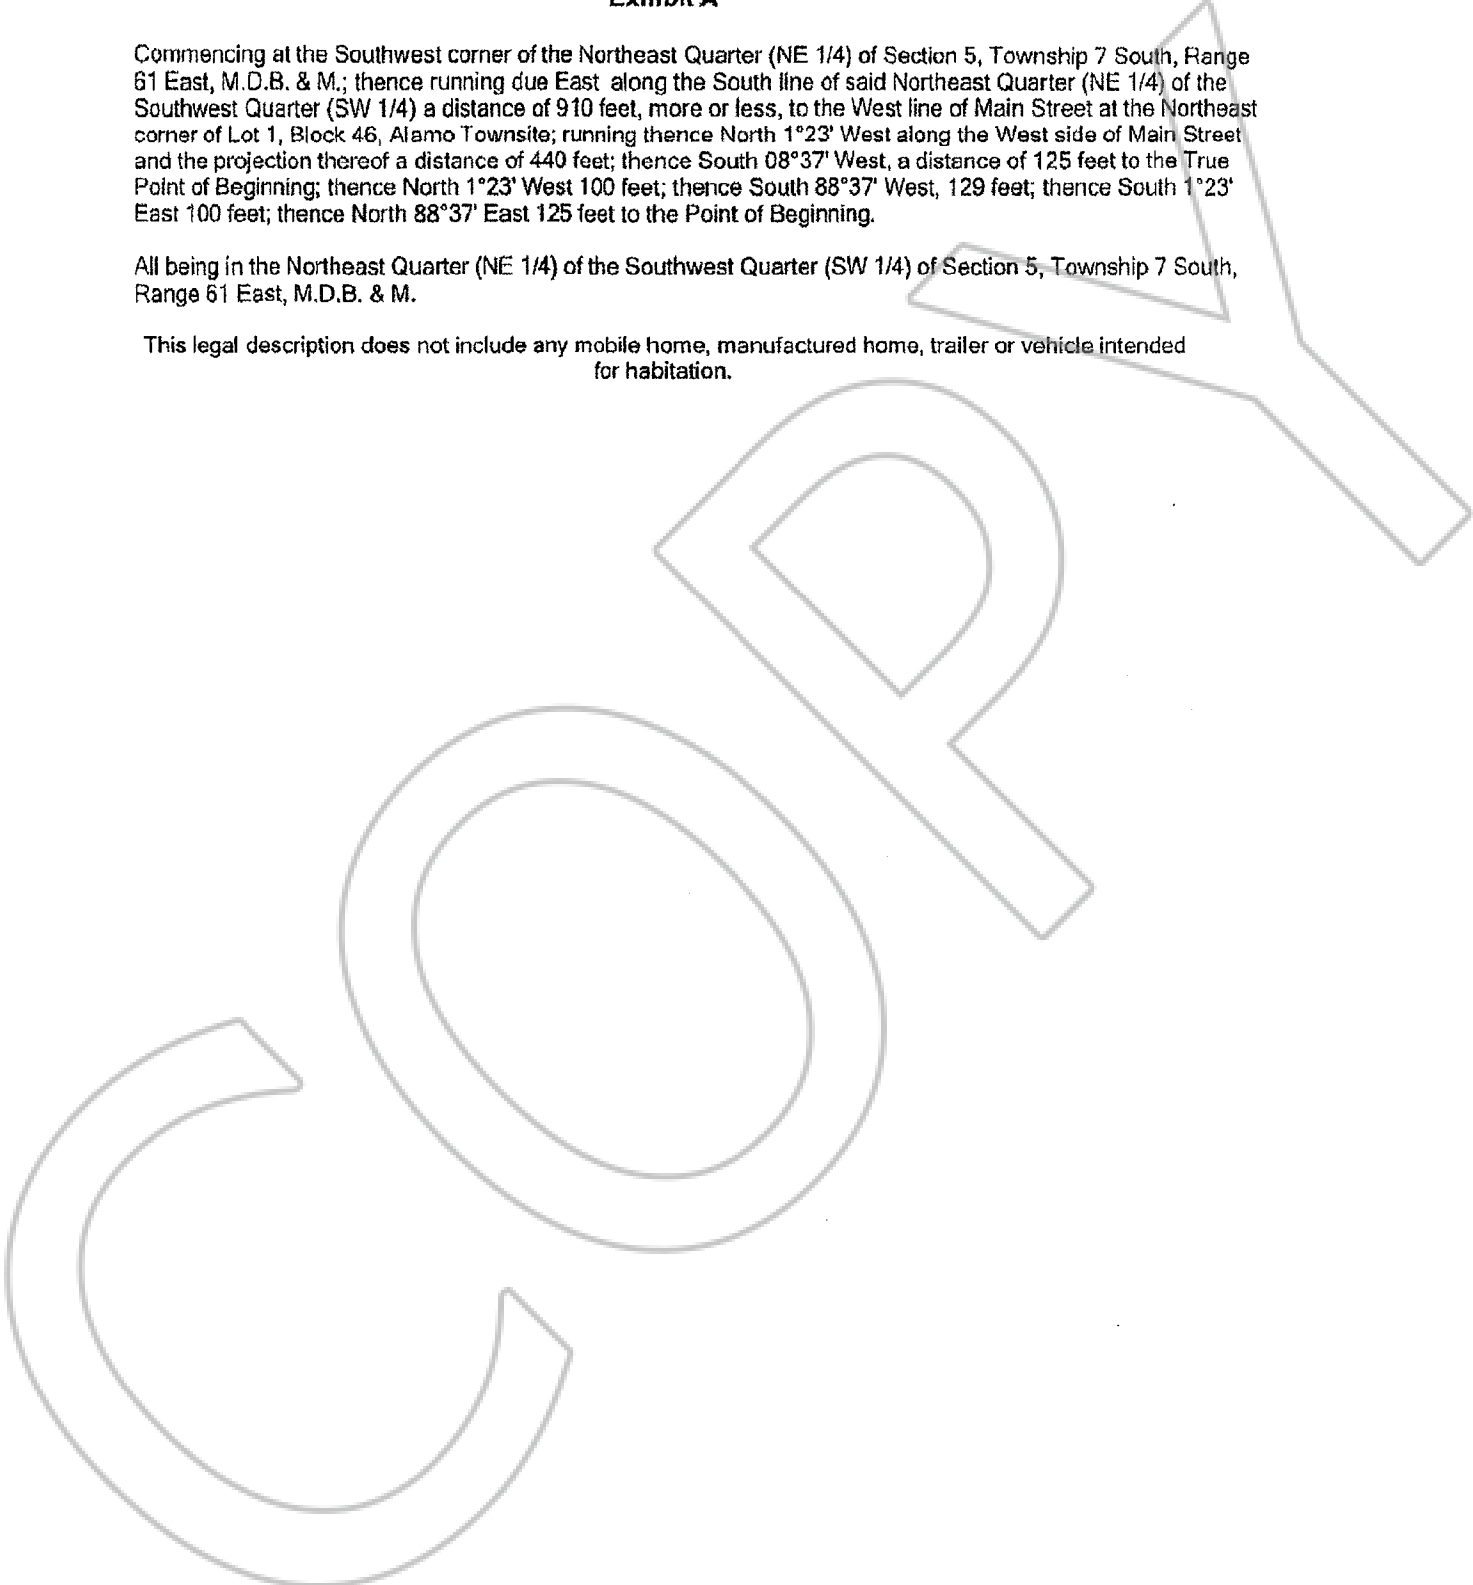 Exhibit A
Commencing at the Southwest corner of the Northeast Quarter (NE 1/4) of Section 5, Township 7 South, Range
61 East, M.D.B. & M.; thence running due East along the South line of said Northeast Quarter (NE 1/4) of the
Southwest Quarter (SW 1/4) a distance of 910 feet, more or less, to the West line of Main Street at the Northeast
corner of Lot 1, Block 46, Alamo Townsite; running thence North 1°23' West along the West side of Main Street
and the projection thereof a distance of 440 feet; thence South 08°37' West, a distance of 125 feet to the True
Point of Beginning; thence North 1°23' West 100 feet; thence South 88°37' West, 129 feet; thence South 1°23'
East 100 feet; thence North 88°37' East 125 feet to the Point of Beginning.
All being in the Northeast Quarter (NE 1/4) of the Southwest Quarter (SW 1/4) of Section 5, Township 7 South,
Range 61 East, M.D.B. & M.
This legal description does not include any mobile home, manufactured home, trailer or vehicle intended
for habitation.
COPY